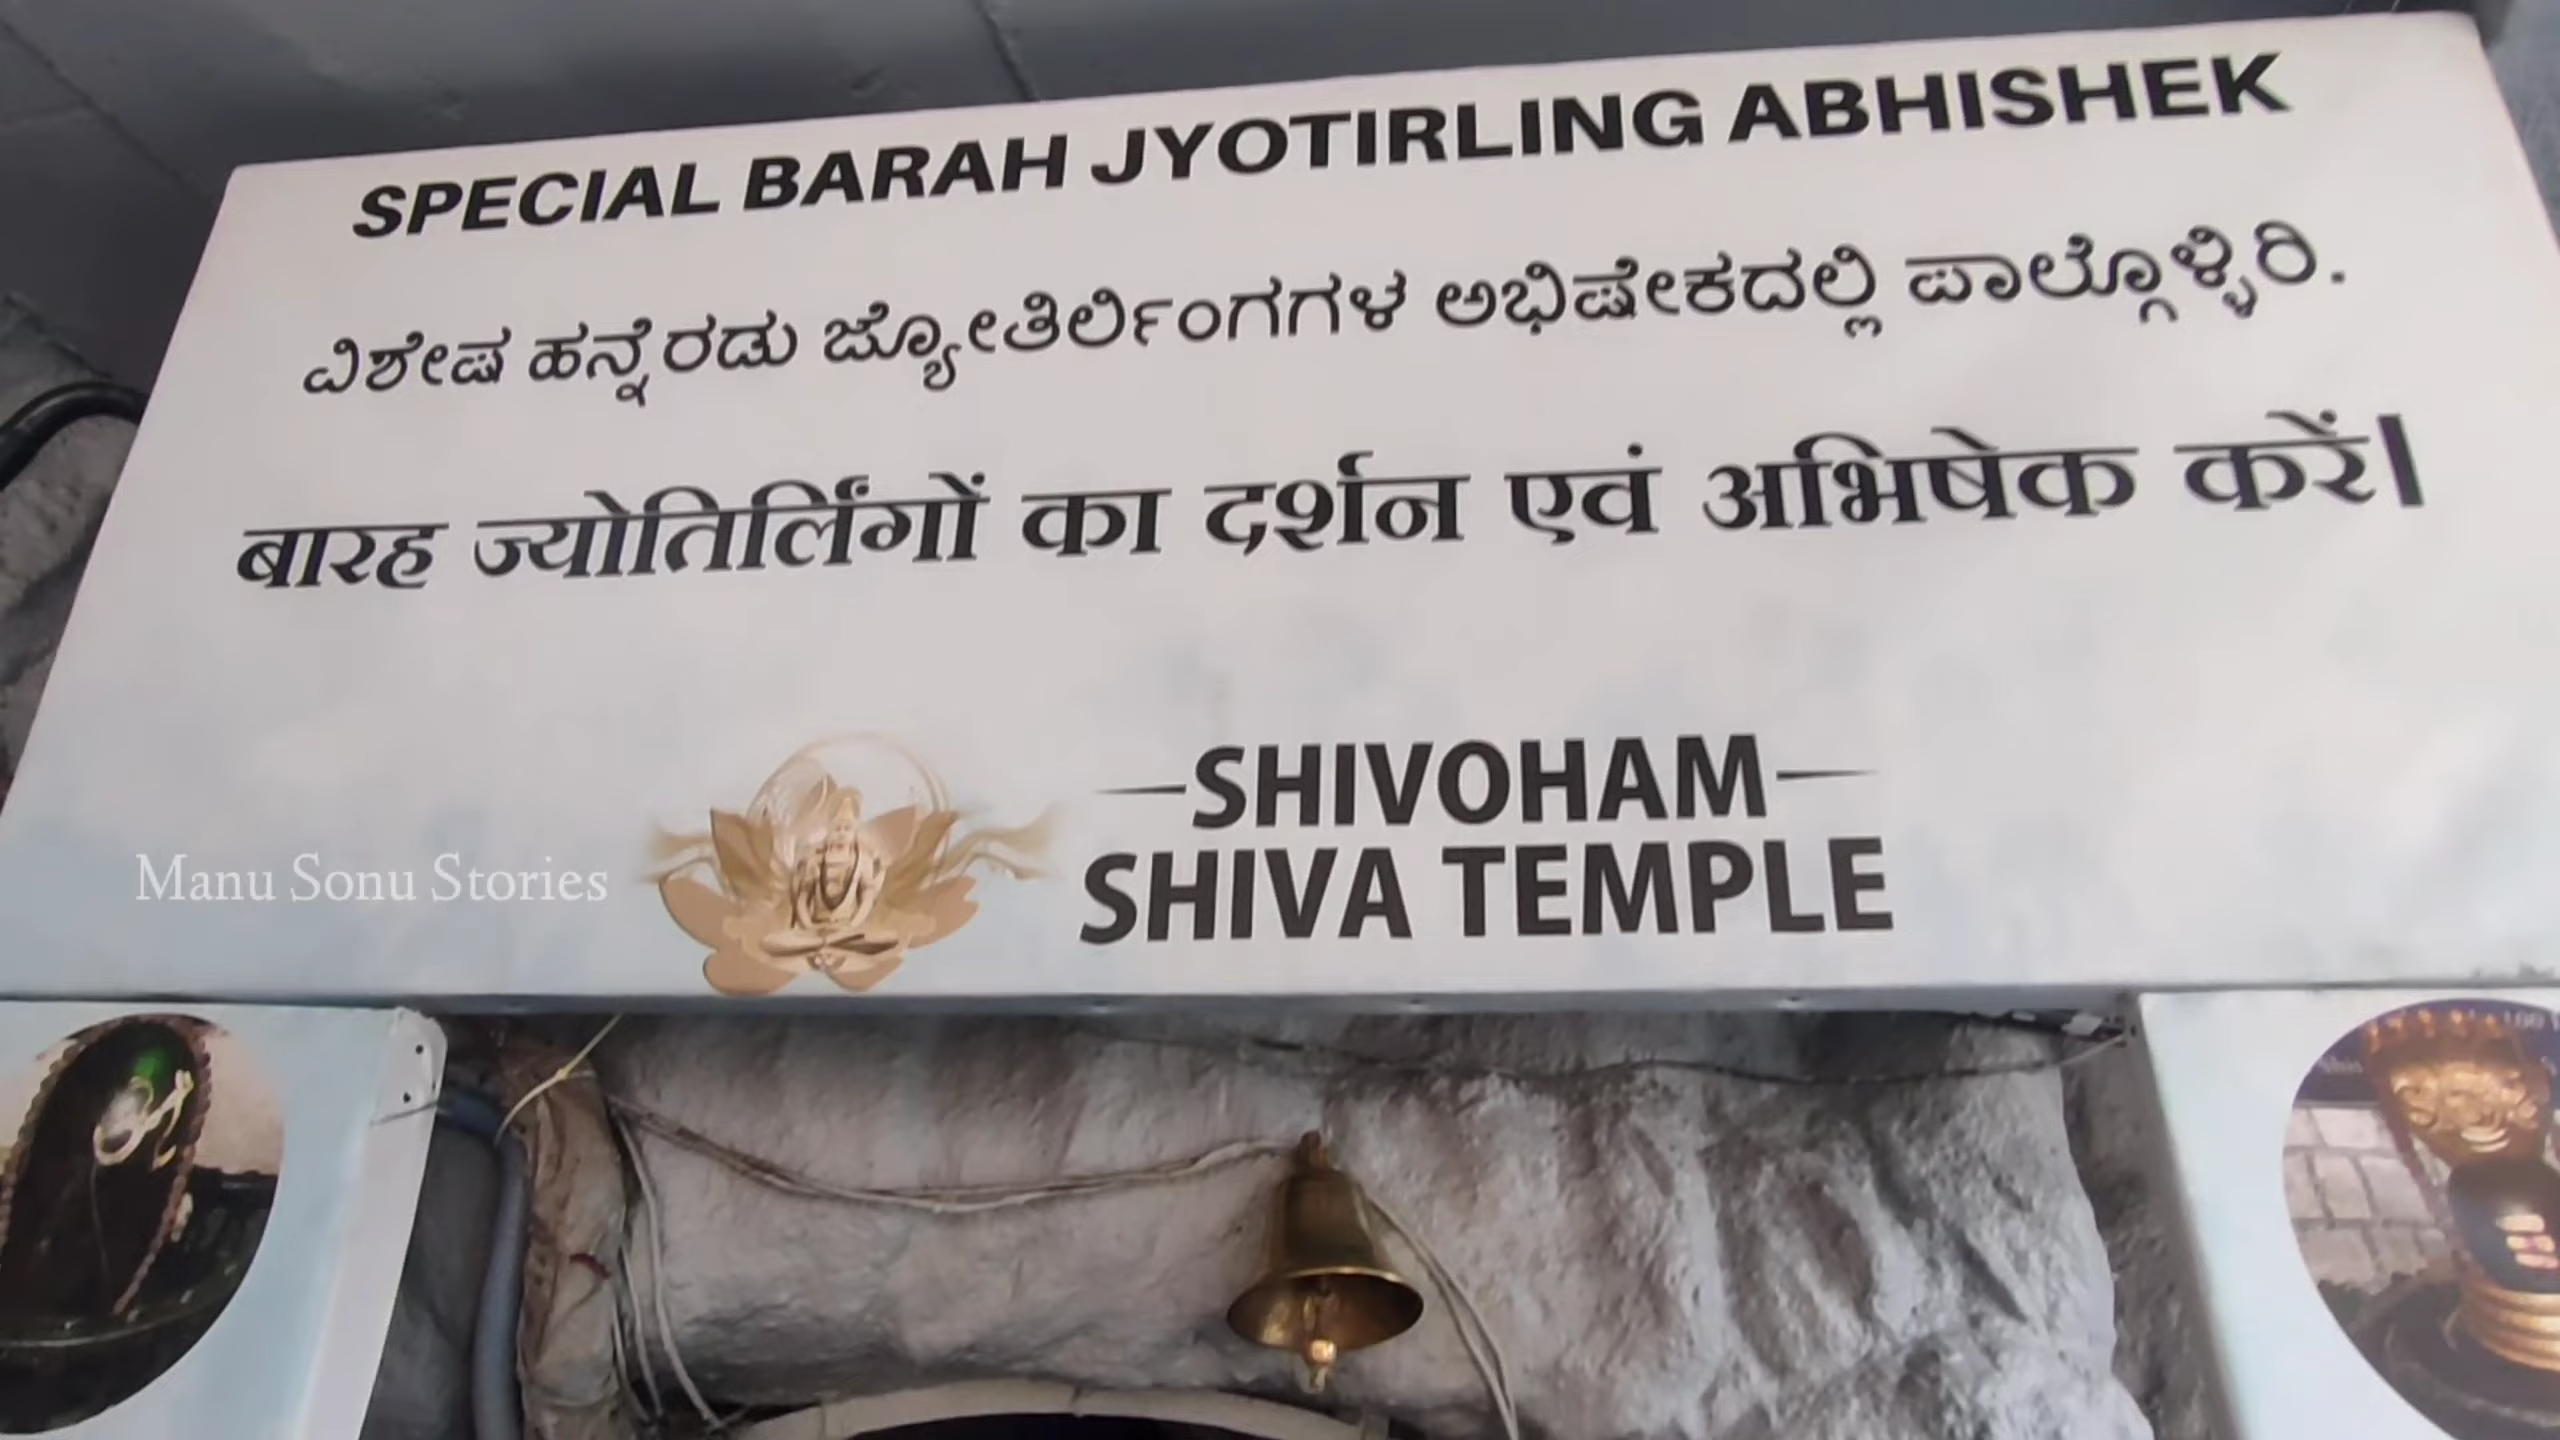 SPECIAL BARAH JYOTIRLING ABHISHEK
ವಿಶೇಷ ಹನ್ನೆರಡು ಜ್ಯೋತಿರ್ಲಿಂಗಗಳ ಅಭಿಷೇಕದಲ್ಲಿ ಪಾಲ್ಗೊಳ್ಳಿರಿ.
बारह ज्योतिर्लिंगों का दर्शन एवं अभिषेक करें।
SHIVOHAM
SHIVA TEMPLE
Manu Sonu Stories